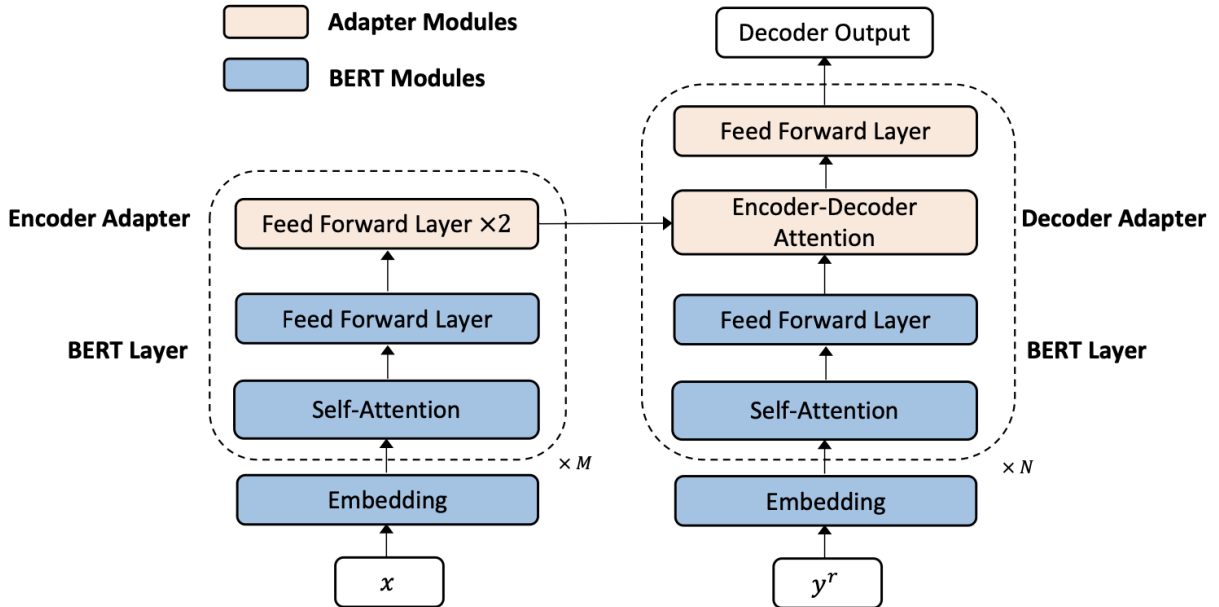 Adapter Modules
BERT Modules
Decoder Output
Feed Forward Layer
Encoder-Decoder
Attention
Feed Forward Layer
Self-Attention
Embedding
y^r
Decoder Adapter
BERT Layer
× N
Encoder Adapter
BERT Layer
Feed Forward Layer ×2
Feed Forward Layer
Self-Attention
× M
Embedding
x